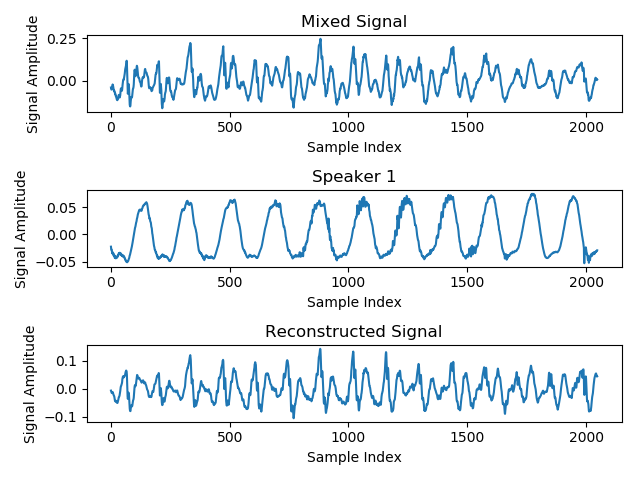 Mixed Signal
Signal Amplitude
0.25
0.00
0 500 1000 1500 2000
Sample Index
Speaker 1
Signal Amplitude
0.05
0.00
−0.05
0 500 1000 1500 2000
Sample Index
Reconstructed Signal
Signal Amplitude
0.1
0.0
−0.1
0 500 1000 1500 2000
Sample Index